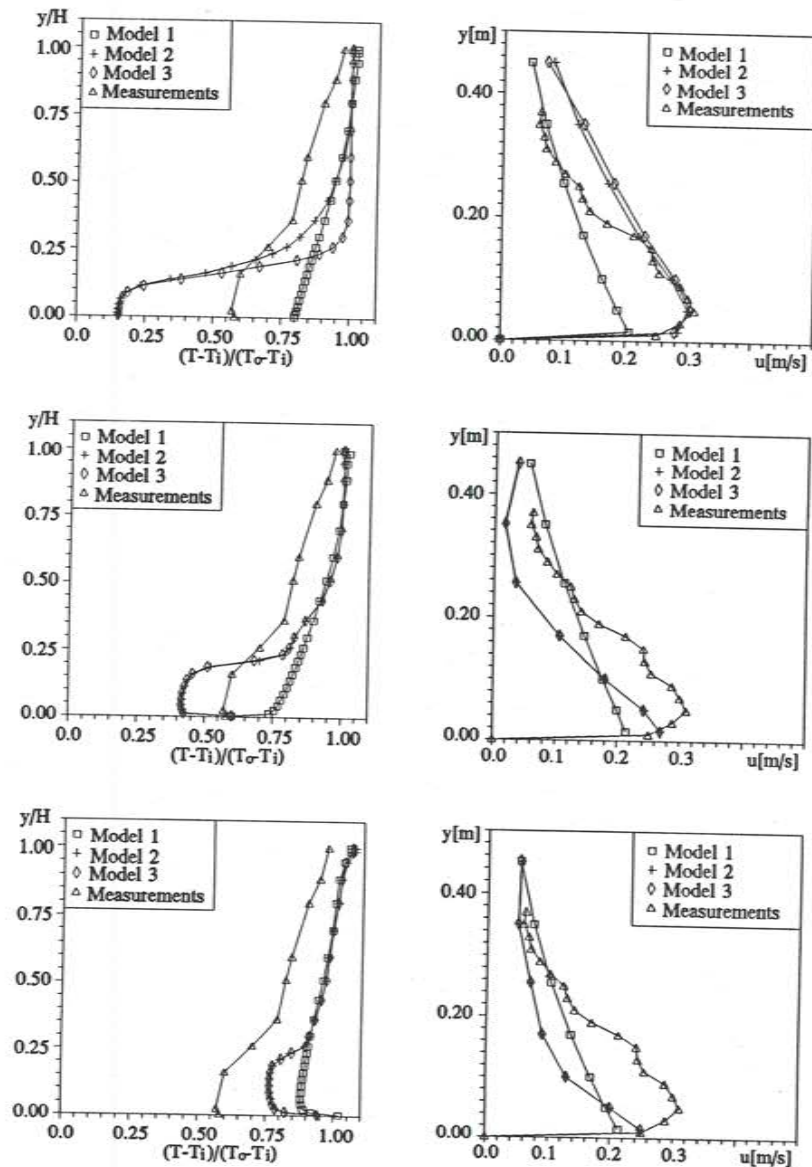 y/H
Model 1
Model 2
Model 3
Measurements
1.00
0.75
0.50
0.25
0.00
0.0 0.25 0.50 0.75 1.00
(T-Ti)/(To-Ti)
y[m]
Model 1
Model 2
Model 3
Measurements
0.40
0.20
0.00
0.0 0.1 0.2 0.3 u[m/s]
y/H
Model 1
Model 2
Model 3
Measurements
1.00
0.75
0.50
0.25
0.00
0.0 0.25 0.50 0.75 1.00
(T-Ti)/(To-Ti)
y[m]
Model 1
Model 2
Model 3
Measurements
0.40
0.20
0.00
0.0 0.1 0.2 0.3 u[m/s]
y/H
Model 1
Model 2
Model 3
Measurements
1.00
0.75
0.50
0.25
0.00
0.0 0.25 0.50 0.75 1.00
(T-Ti)/(To-Ti)
y[m]
Model 1
Model 2
Model 3
Measurements
0.40
0.20
0.00
0.0 0.1 0.2 0.3 u[m/s]